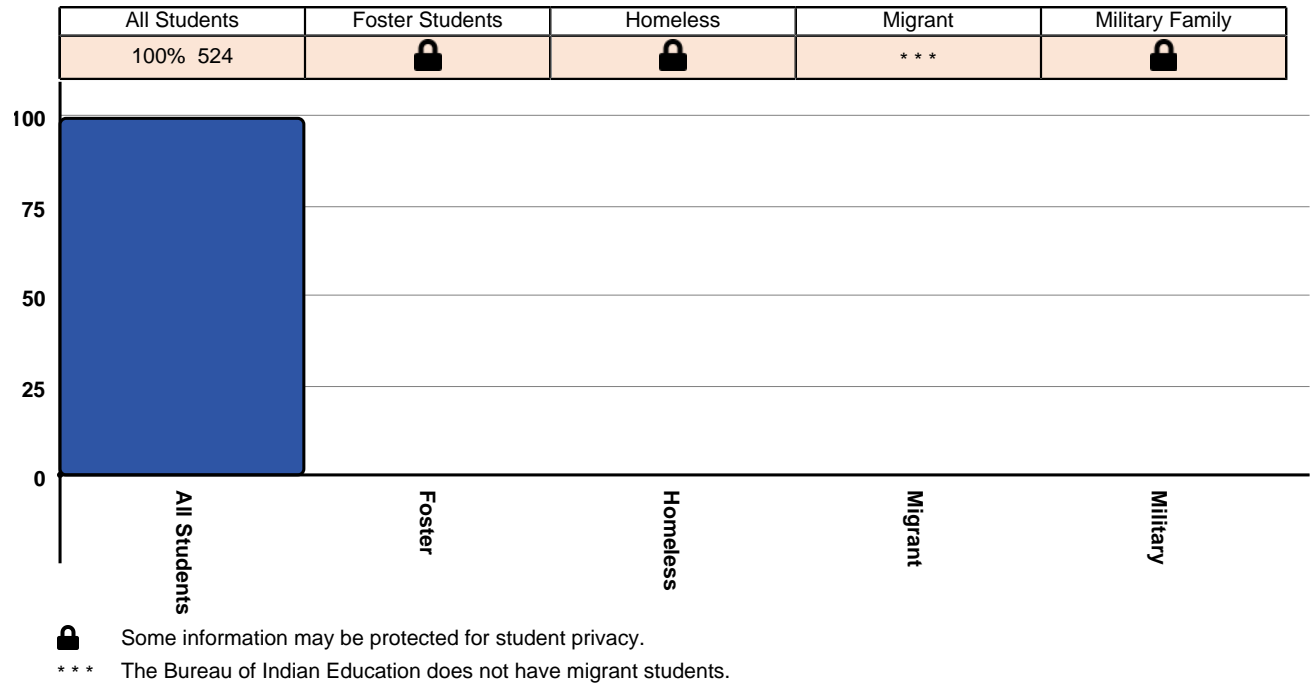 All Students Foster Students Homeless Migrant Military Family
100% 524 * * *
100
75
50
25
0
All Students
Foster
Homeless
Migrant
Military
Some information may be protected for student privacy.
* * * The Bureau of Indian Education does not have migrant students.